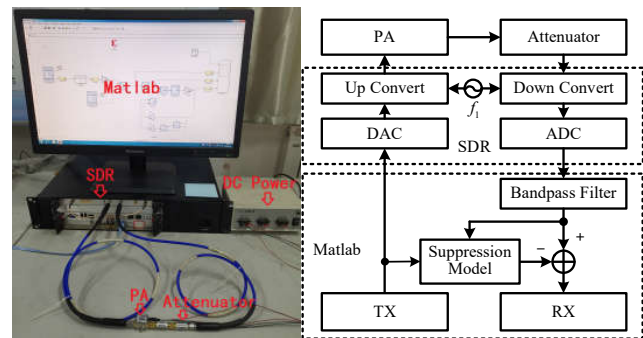 Matlab
SDR
DC Power
PA
Attenuator
PA
Attenuator
Up Convert
f1
Down Convert
DAC
SDR
ADC
Bandpass Filter
Matlab
Suppression
Model
−
+
TX
RX